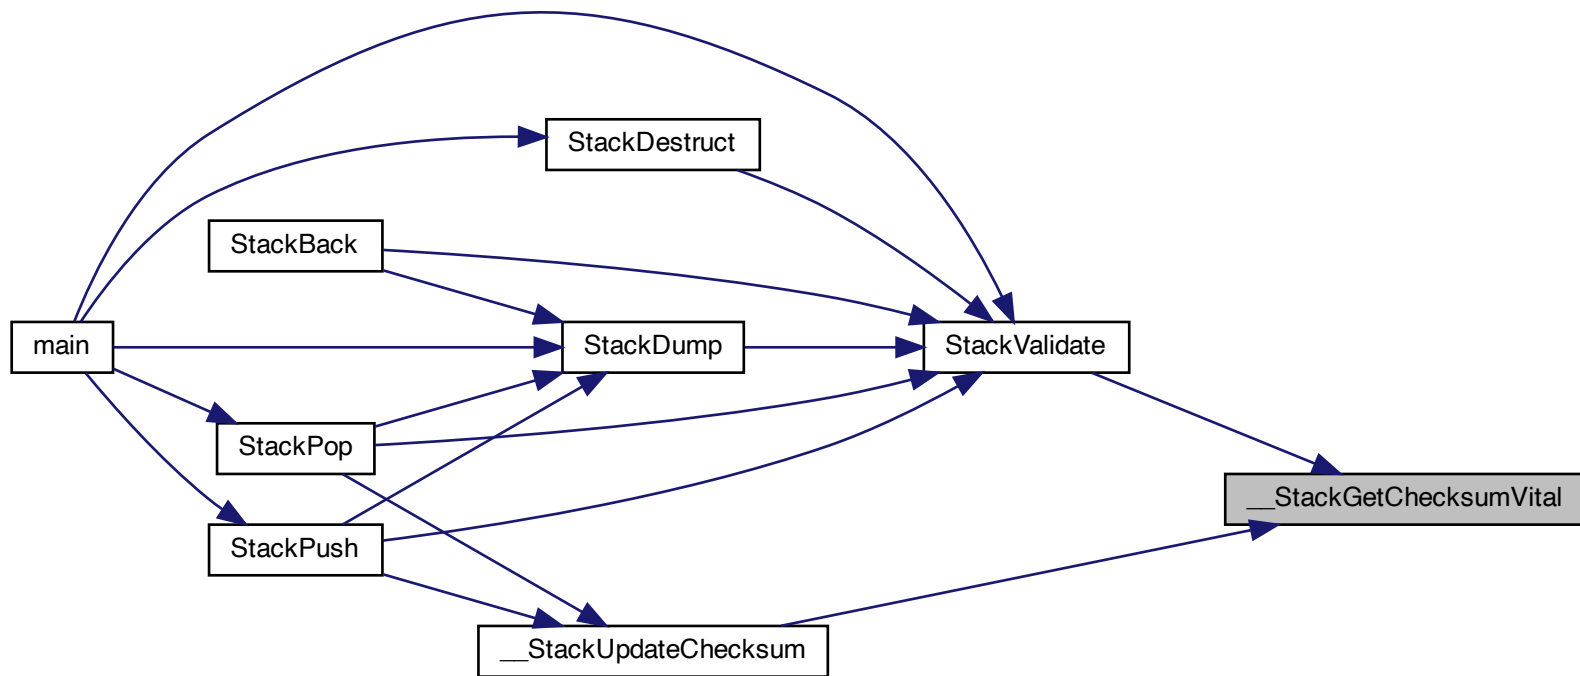 StackDestruct
StackBack
main
StackDump
StackValidate
StackPop
__StackGetChecksumVital
StackPush
__StackUpdateChecksum